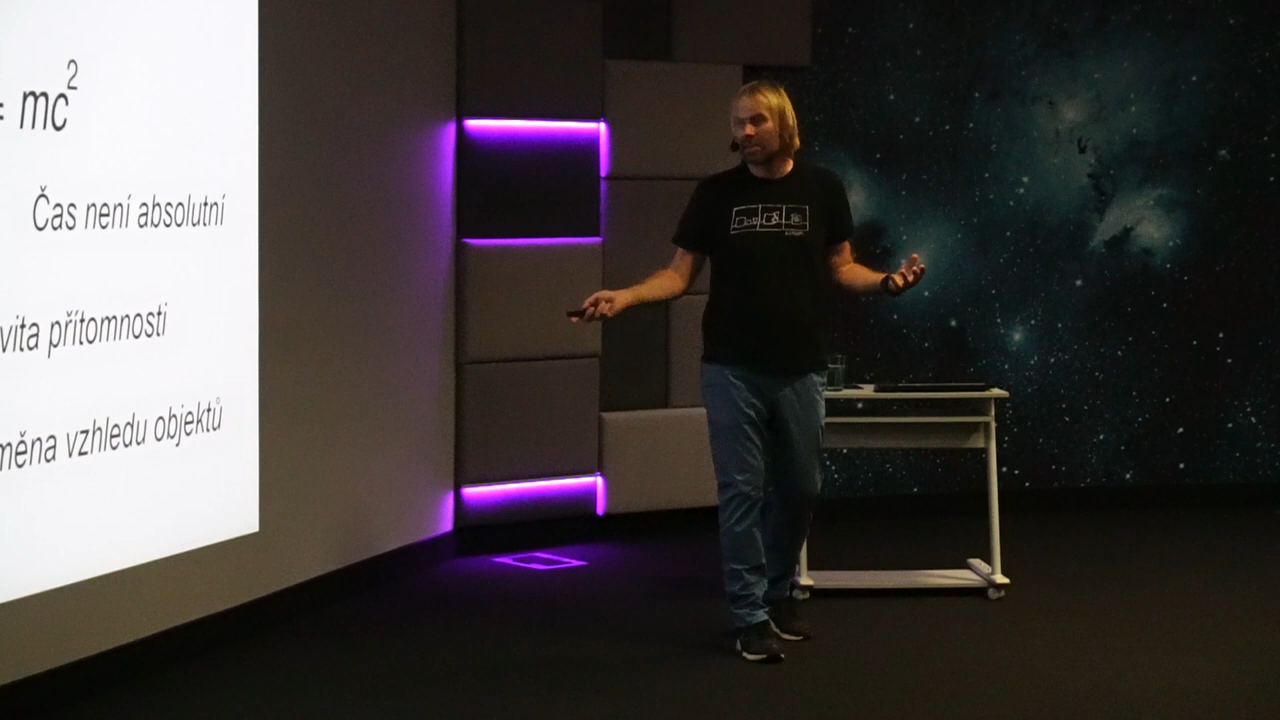 = mc²
Čas není absolutní
vita přítomnosti
měna vzhledu objektů